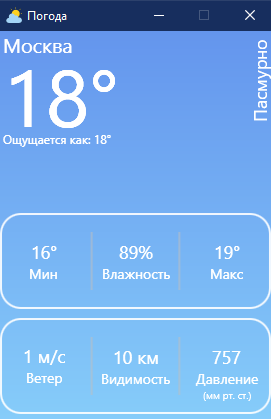 Погода
Москва
Пасмурно
18°
Ощущается как: 18°
16° 89% 19°
Мин Влажность Макс
1 м/с 10 км 757
Ветер Видимость Давление
(мм рт. ст.)